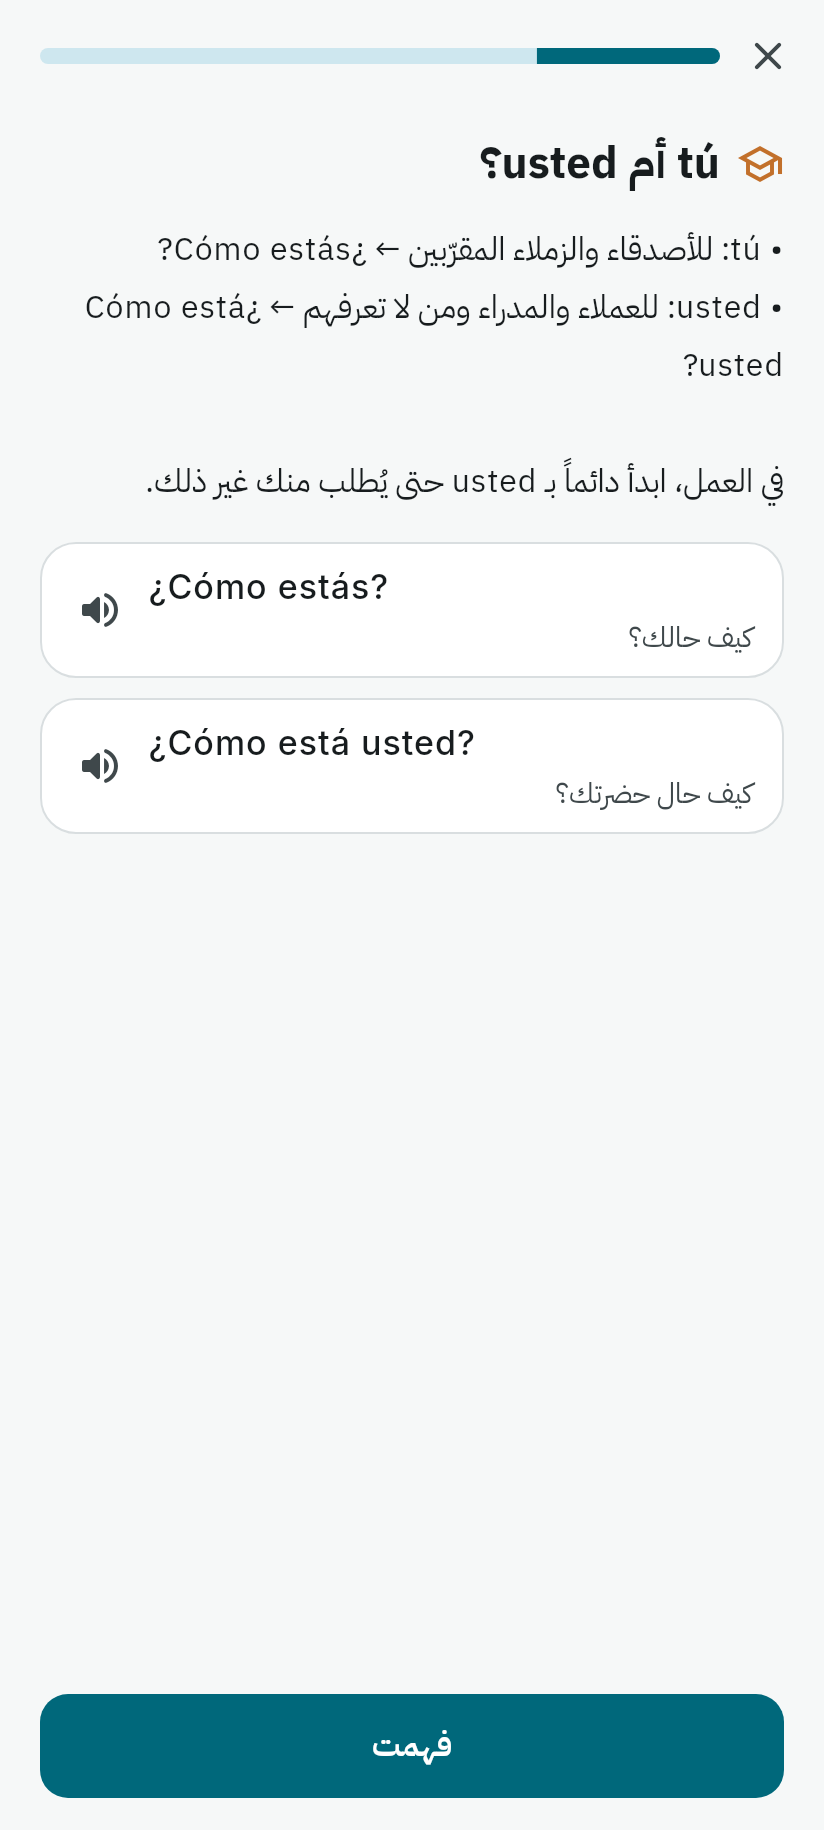 tú أم usted؟
• tú: للأصدقاء والزملاء المقرّبين ← ¿Cómo estás?
• usted: للعملاء والمدراء ومن لا تعرفهم ← ¿Cómo está
usted?
في العمل، ابدأ دائماً بـ usted حتى يُطلب منك غير ذلك.
¿Cómo estás?
كيف حالك؟
¿Cómo está usted?
كيف حال حضرتك؟
فهمت